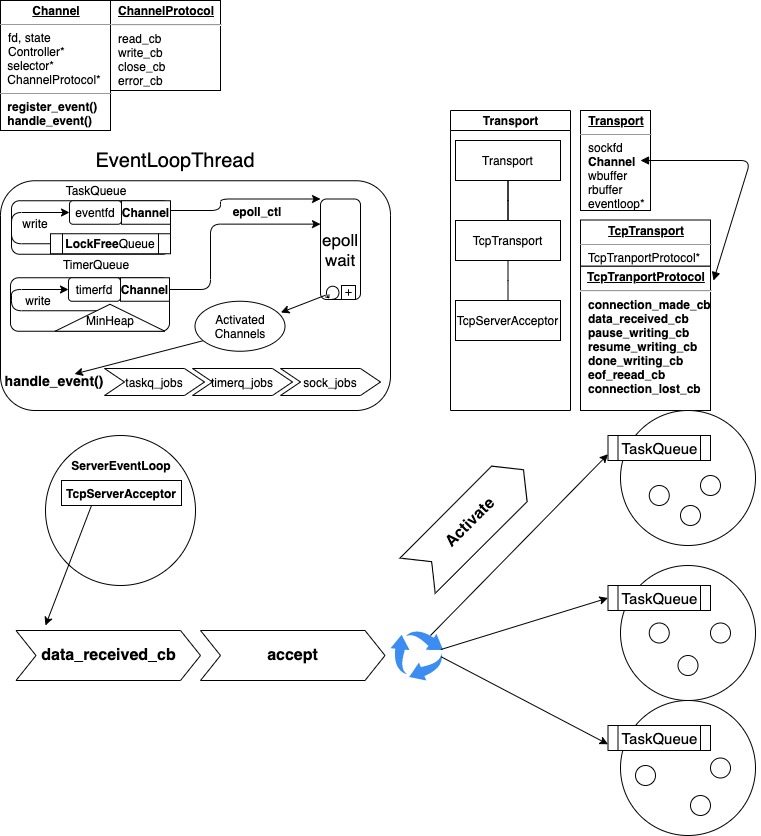 Channel
fd, state
Controller*
selector*
ChannelProtocol*
register_event()
handle_event()
ChannelProtocol
read_cb
write_cb
close_cb
error_cb
EventLoopThread
TaskQueue
eventfd
Channel
write
LockFreeQueue
TimerQueue
timerfd
Channel
write
MinHeap
epoll_ctl
epoll
wait
+
Activated
Channels
handle_event()
taskq_jobs
timerq_jobs
sock_jobs
Transport
Transport
TcpTransport
TcpServerAcceptor
Transport
sockfd
Channel
wbuffer
rbuffer
eventloop*
TcpTransport
TcpTranportProtocol*
TcpTranportProtocol
connection_made_cb
data_received_cb
pause_writing_cb
resume_writing_cb
done_writing_cb
eof_reead_cb
connection_lost_cb
ServerEventLoop
TcpServerAcceptor
data_received_cb
accept
Activate
TaskQueue
TaskQueue
TaskQueue